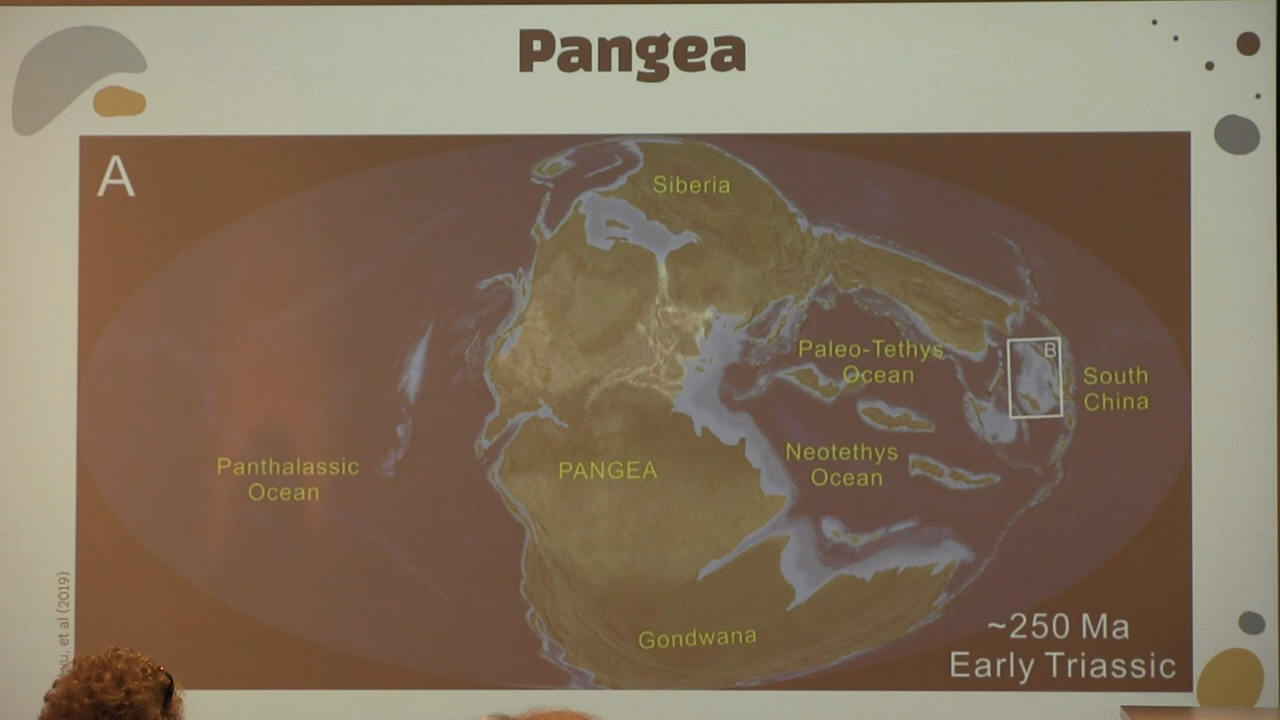 Pangea
A
Siberia
Paleo-Tethys
Ocean
B
South
China
Panthalassic
Ocean
PANGEA
Neotethys
Ocean
Gondwana
~250 Ma
Early Triassic
et al (2019)